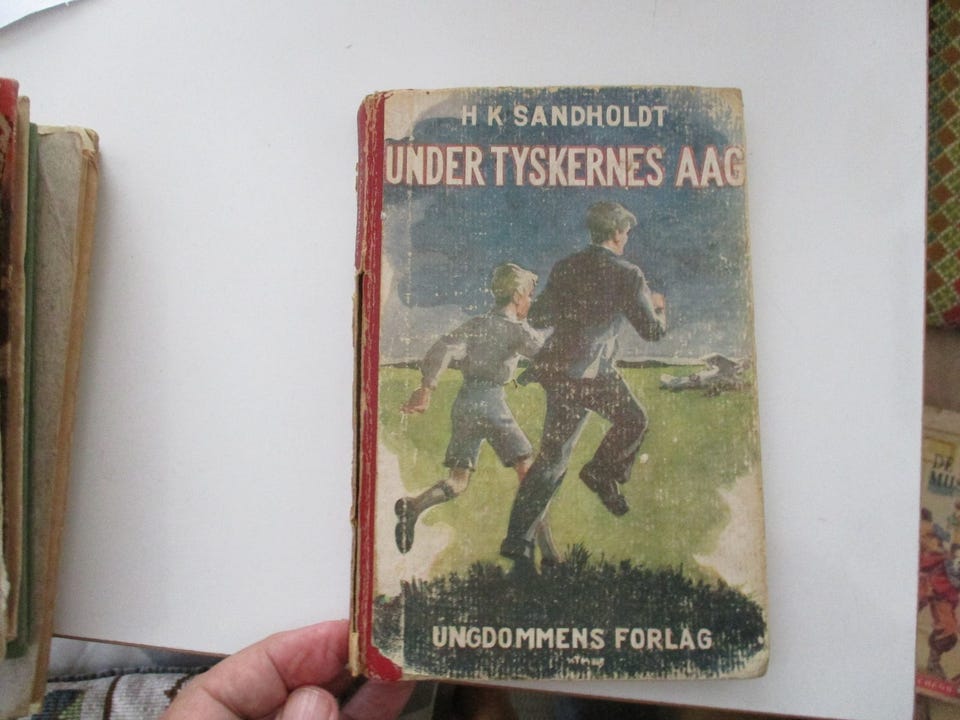 H K SANDHOLDT
UNDER TYSKERNES AAG
UNGDOMMENS FORLAG